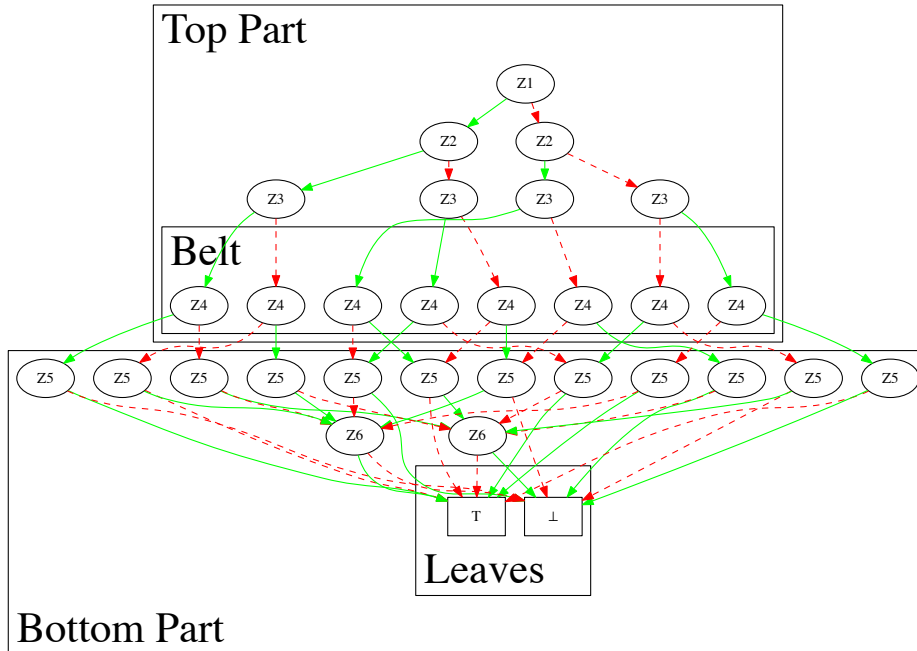 Top Part
Z1
Z2 Z2
Z3 Z3 Z3 Z3
Belt
Z4 Z4 Z4 Z4 Z4 Z4 Z4 Z4
Z5 Z5 Z5 Z5 Z5 Z5 Z5 Z5 Z5 Z5 Z5 Z5
Z6 Z6
T ⊥
Leaves
Bottom Part